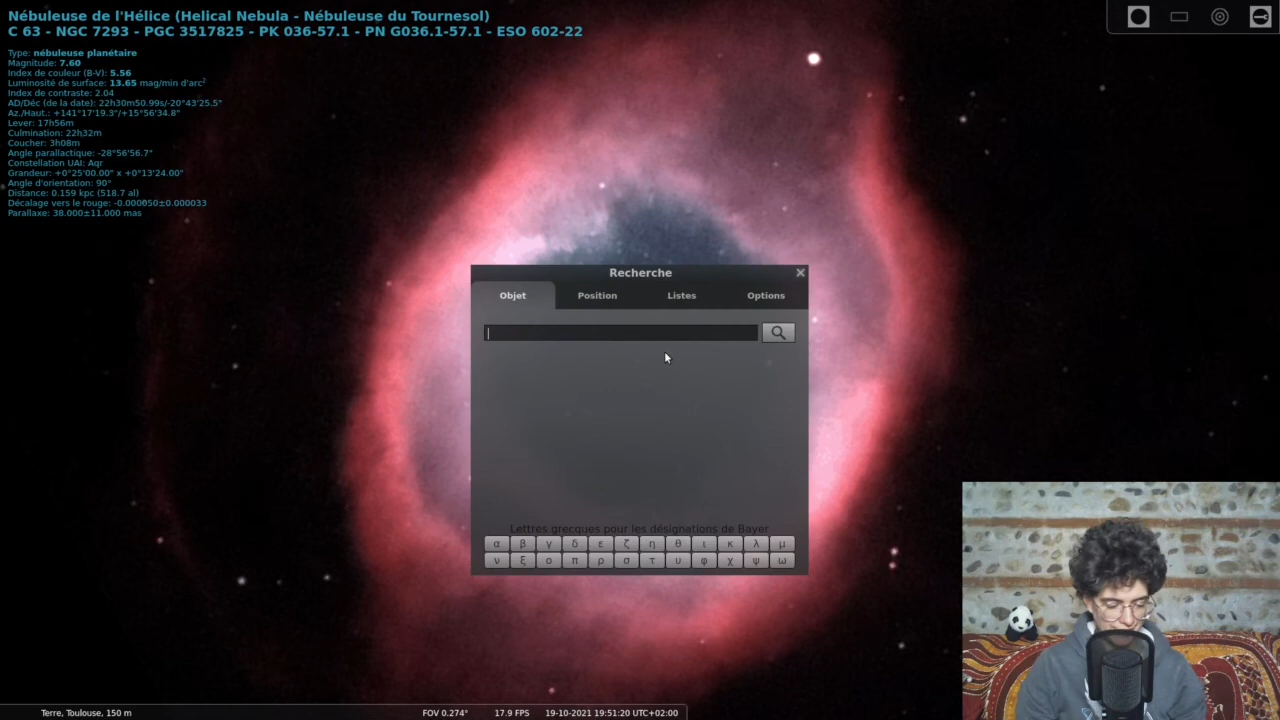 Nébuleuse de l'Hélice (Helical Nebula - Nébuleuse du Tournesol)
C 63 - NGC 7293 - PGC 3517825 - PK 036-57.1 - PN G036.1-57.1 - ESO 602-22
Type: nébuleuse planétaire
Magnitude: 7.60
Index de couleur (B-V): 5.56
Luminosité de surface: 13.65 mag/min d'arc²
Index de contraste: 2.04
AD/Déc (de la date): 22h30m50.99s/-20°43'25.5"
Az./Haut.: +141°17'19.3"/+15°56'34.8"
Lever: 17h56m
Culmination: 22h32m
Coucher: 3h08m
Angle parallactique: -28°56'56.7"
Constellation UAI: Aqr
Grandeur: +0°25'00.00" x +0°13'24.00"
Angle d'orientation: 90°
Distance: 0.159 kpc (518.7 al)
Décalage vers le rouge: -0.000050±0.000033
Parallaxe: 38.000±11.000 mas
Recherche
Objet Position Listes Options
Lettres grecques pour les désignations de Bayer
α β γ δ ε ζ η θ ι κ λ μ
ν ξ ο π ρ σ τ υ φ χ ψ ω
Terre, Toulouse, 150 m FOV 0.274° 17.9 FPS 19-10-2021 19:51:20 UTC+02:00